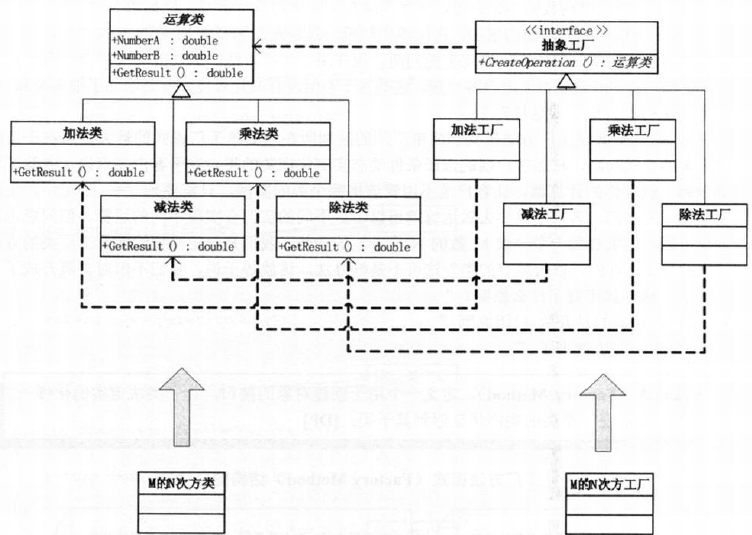 运算类
+NumberA : double
+NumberB : double
+GetResult() : double
<<interface>>
抽象工厂
+CreateOperation() : 运算类
加法类
+GetResult() : double
乘法类
+GetResult() : double
加法工厂
乘法工厂
减法类
+GetResult() : double
除法类
+GetResult() : double
减法工厂
除法工厂
M的N次方类
M的N次方工厂